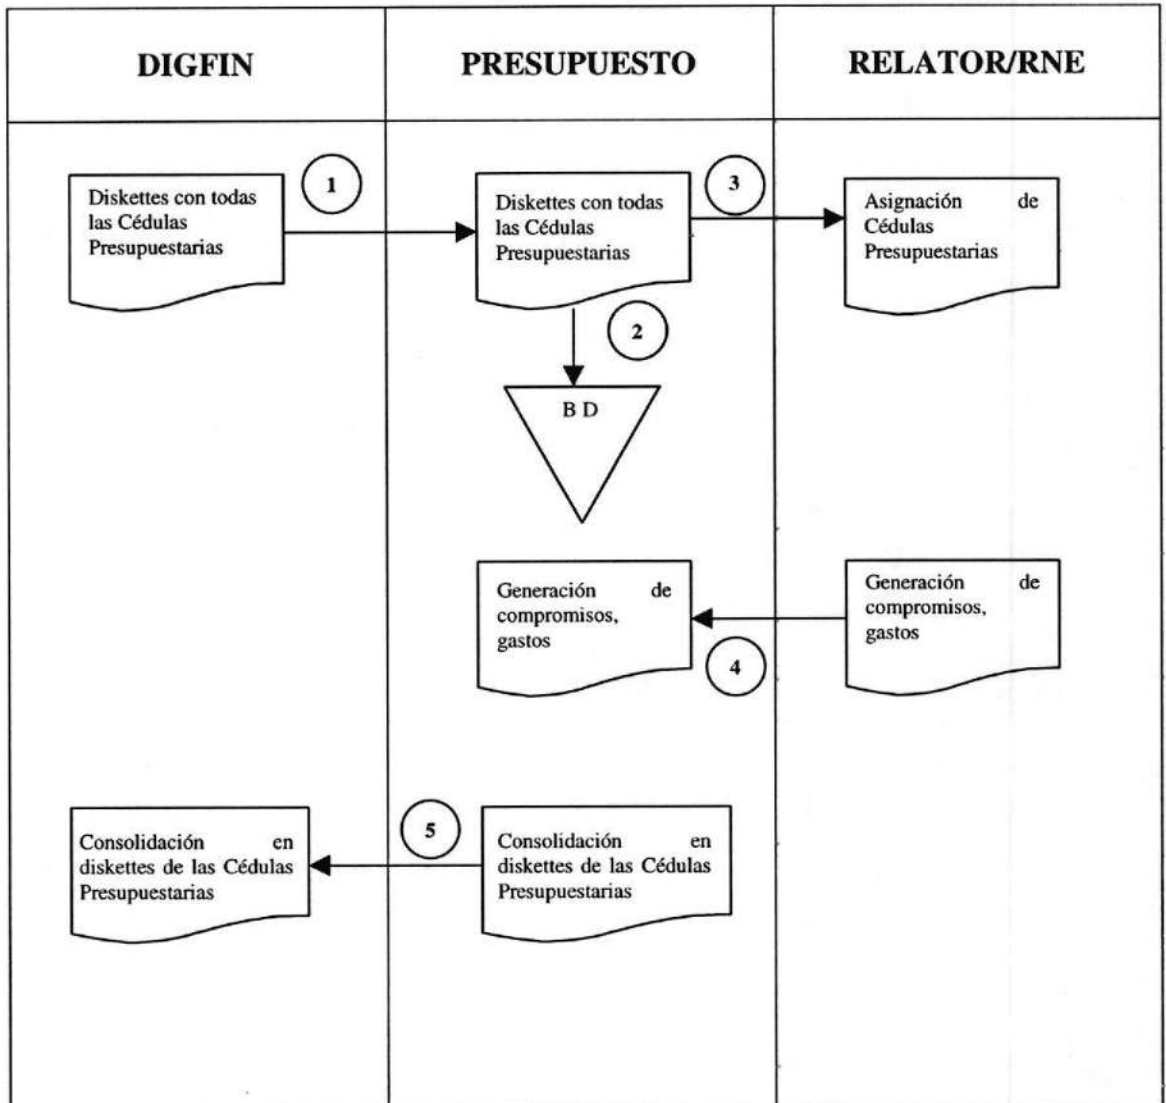 DIGFIN
PRESUPUESTO
RELATOR/RNE
Diskettes con todas
las Cédulas
Presupuestarias
1
Diskettes con todas
las Cédulas
Presupuestarias
3
Asignación de
Cédulas
Presupuestarias
2
B D
Generación de
compromisos,
gastos
4
Generación de
compromisos,
gastos
Consolidación en
diskettes de las Cédulas
Presupuestarias
5
Consolidación en
diskettes de las Cédulas
Presupuestarias